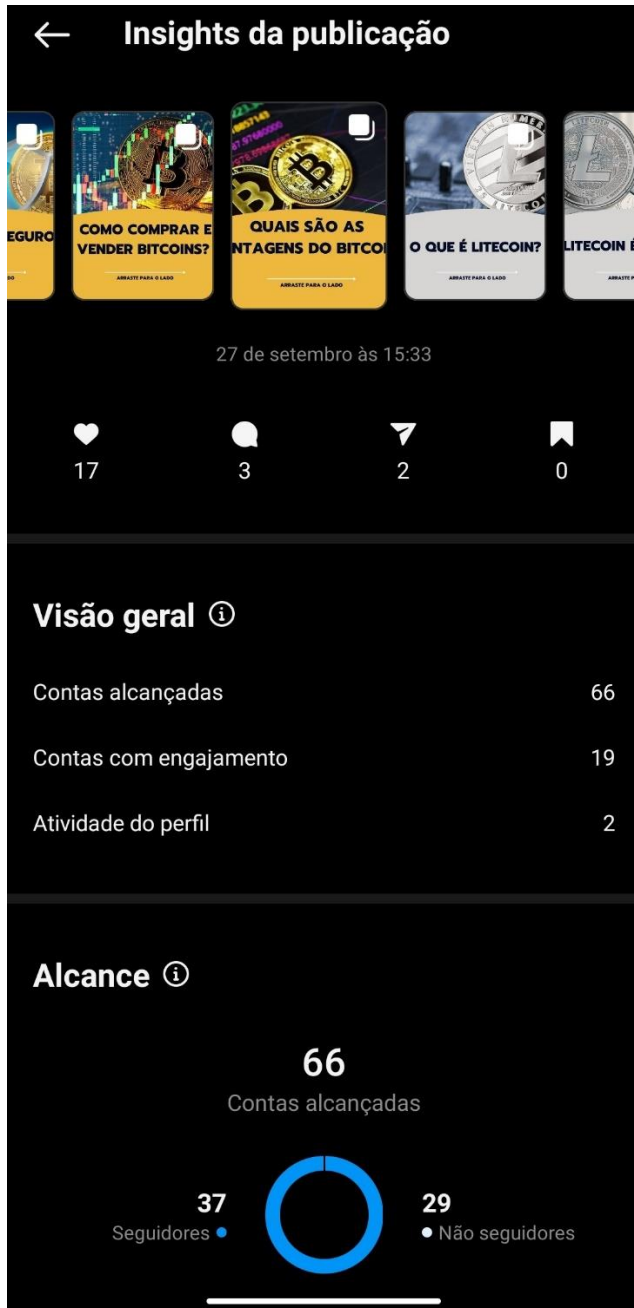 Insights da publicação
EGURO
COMO COMPRAR E
VENDER BITCOINS?
ARRASTE PARA O LADO
QUAIS SÃO AS
NTAGENS DO BITCOI
ARRASTE PARA O LADO
O QUE É LITECOIN?
ARRASTE PARA O LADO
LITECOIN É
ARRASTE P
27 de setembro às 15:33
17 3 2 0
Visão geral
Contas alcançadas 66
Contas com engajamento 19
Atividade do perfil 2
Alcance
66
Contas alcançadas
37 29
Seguidores Não seguidores